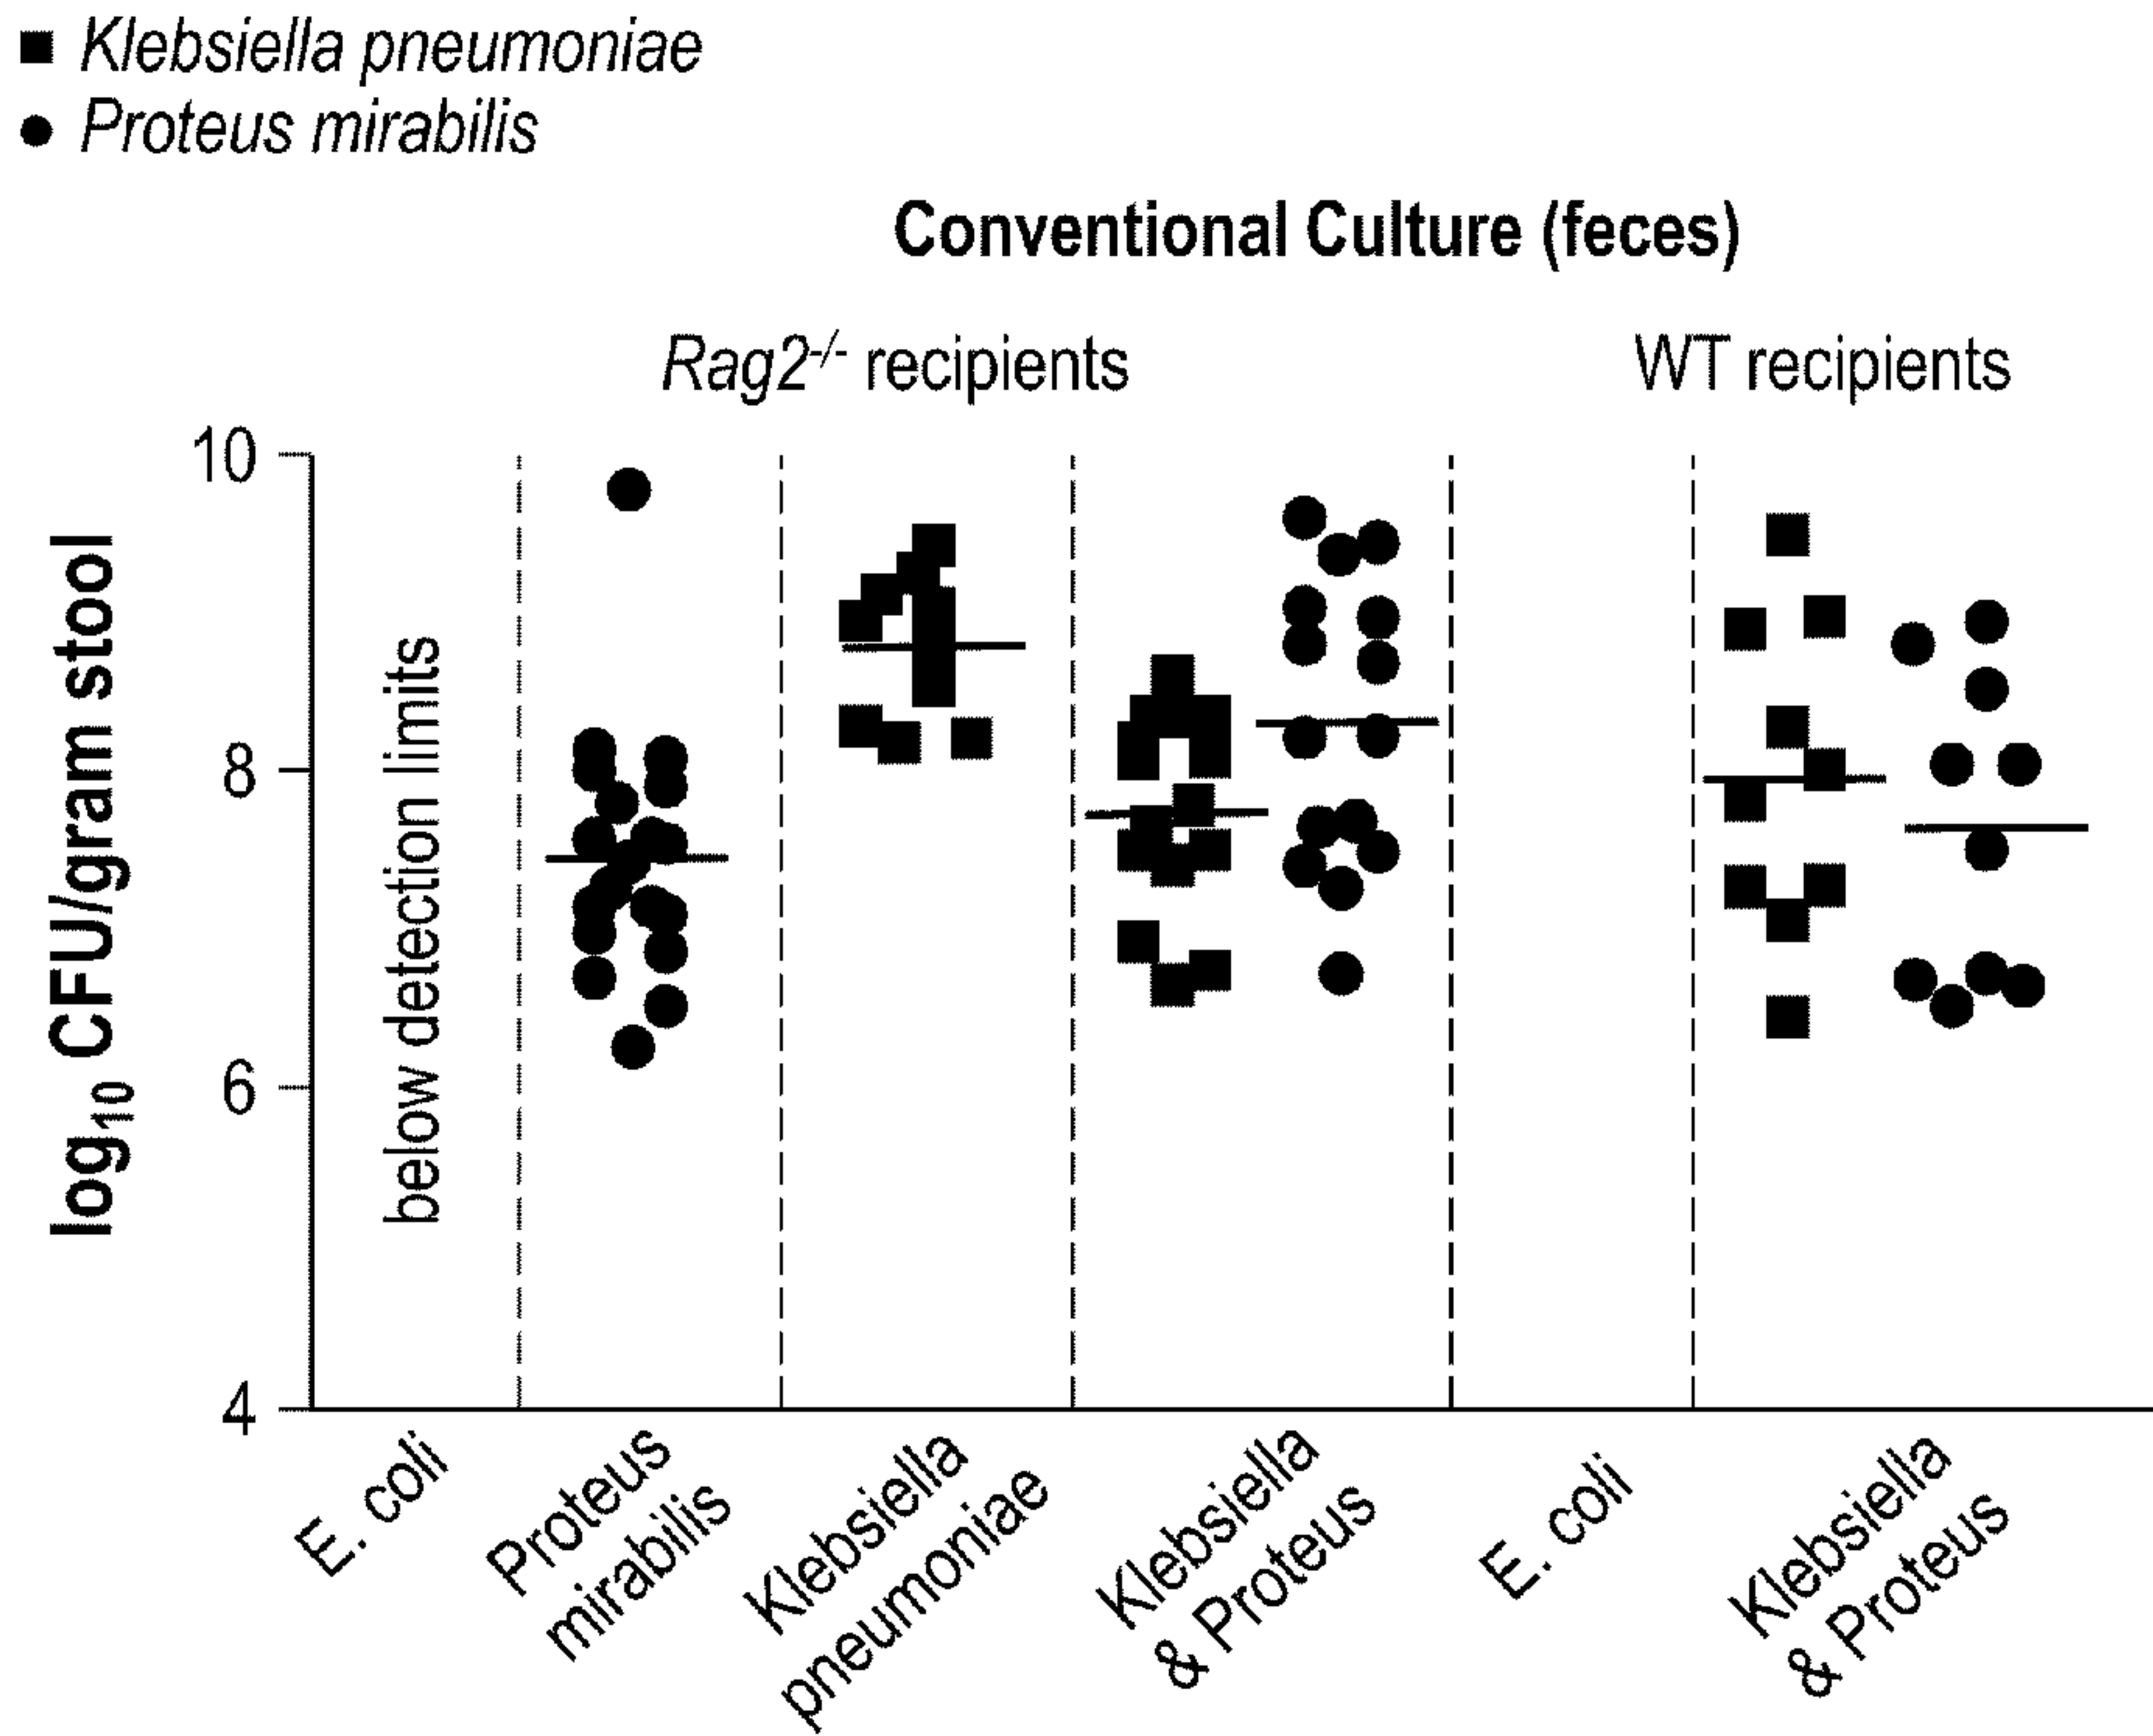 Klebsiella pneumoniae
Proteus mirabilis
Conventional Culture (feces)
Rag2-/- recipients
WT recipients
log10 CFU/gram stool
10
8
6
4
below detection limits
E. coli
Proteus
mirabilis
Klebsiella
pneumoniae
Klebsiella
& Proteus
E. coli
Klebsiella
& Proteus